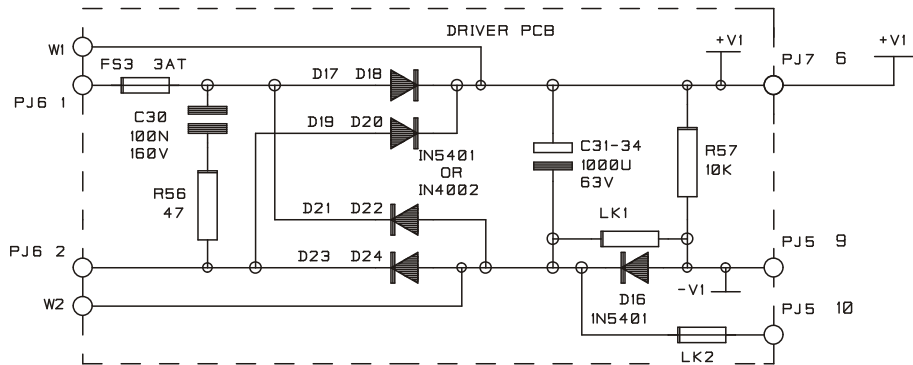 DRIVER PCB
W1
FS3 3AT
D17 D18
+V1
PJ7 6
+V1
PJ6 1
C30
100N
160V
D19 D20
IN5401
OR
IN4002
C31-34
1000U
63V
R57
10K
R56
47
D21 D22
LK1
PJ6 2
D23 D24
PJ5 9
W2
D16
1N5401
-V1
PJ5 10
LK2